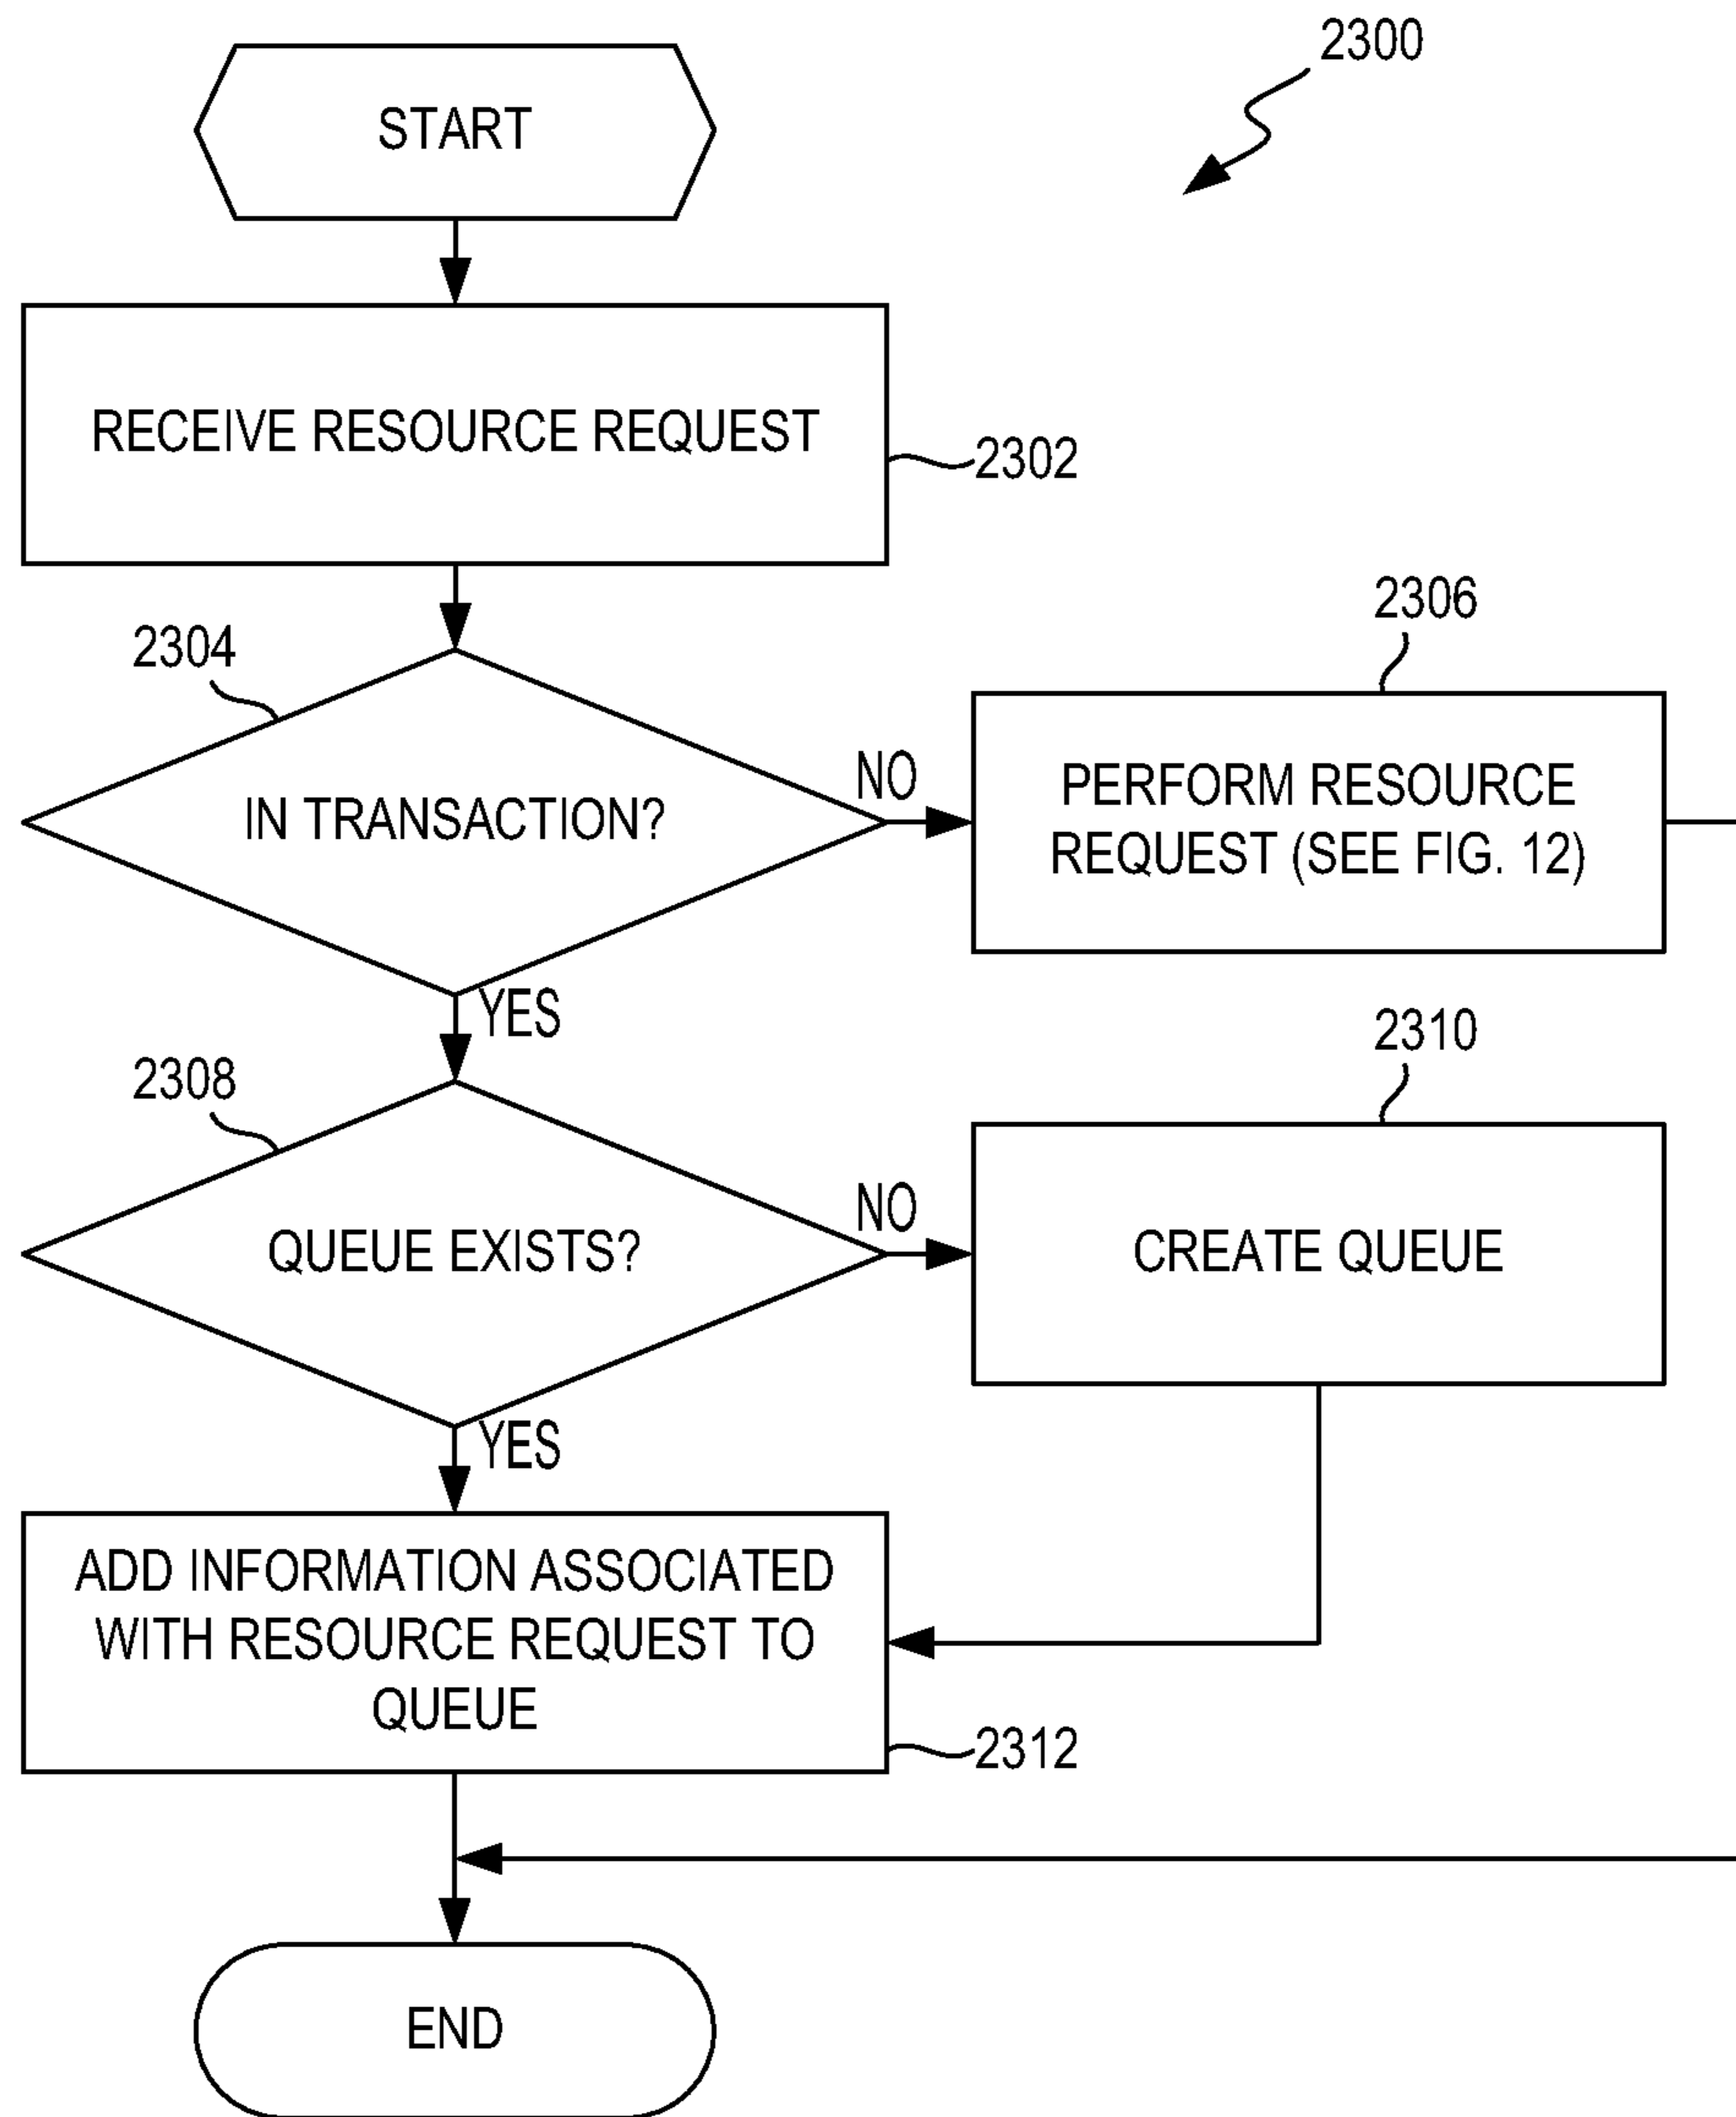 2300
START
RECEIVE RESOURCE REQUEST
2302
2304
IN TRANSACTION?
NO
2306
PERFORM RESOURCE
REQUEST (SEE FIG. 12)
YES
2308
QUEUE EXISTS?
NO
2310
CREATE QUEUE
YES
ADD INFORMATION ASSOCIATED
WITH RESOURCE REQUEST TO
QUEUE
2312
END